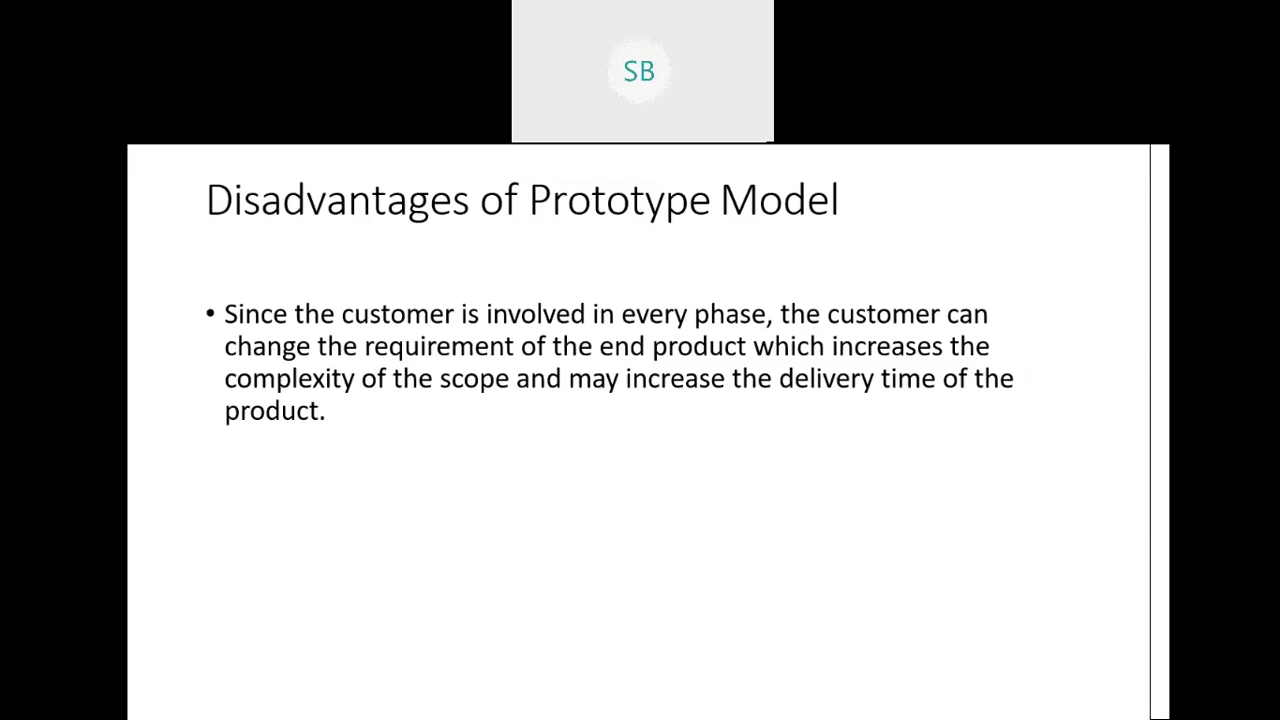 SB
Disadvantages of Prototype Model
• Since the customer is involved in every phase, the customer can
change the requirement of the end product which increases the
complexity of the scope and may increase the delivery time of the
product.